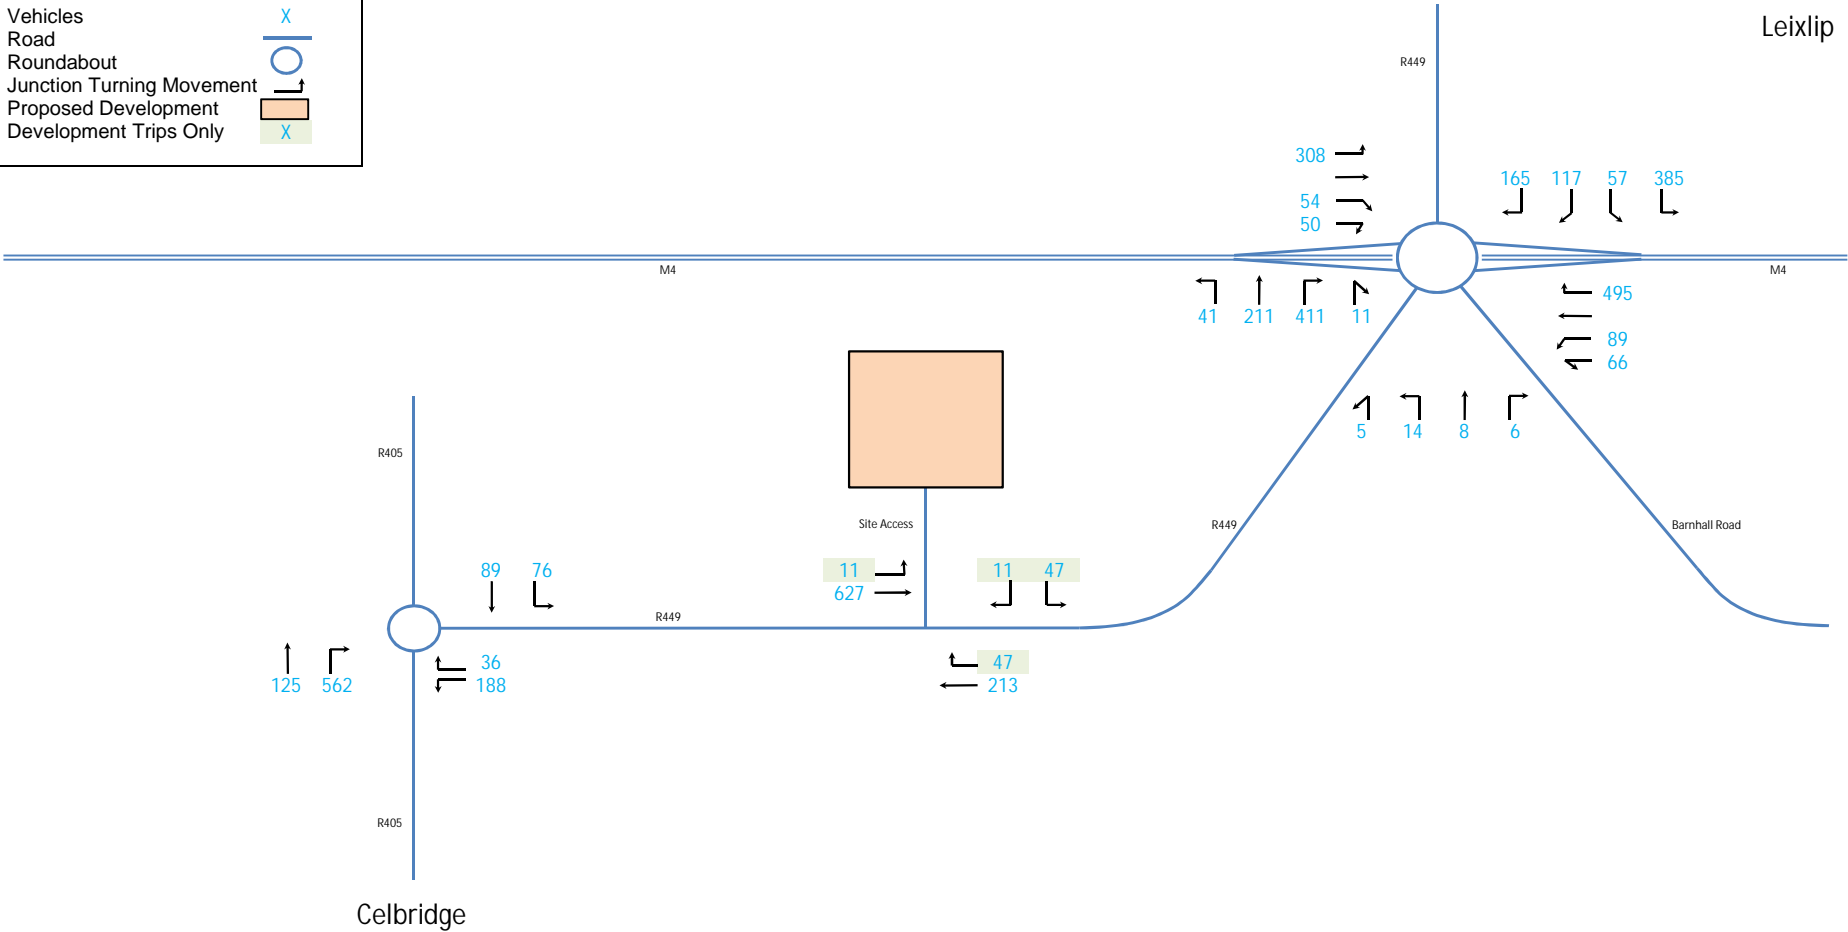 Vehicles X
Road
Roundabout
Junction Turning Movement
Proposed Development
Development Trips Only X
Leixlip
R449
308
54
50
165 117 57 385
M4
M4
41 211 411 11
495
89
66
5 14 8 6
R405
Site Access
R449
Barnhall Road
11
627
11 47
89 76
R449
36
188
125 562
47
213
R405
Celbridge